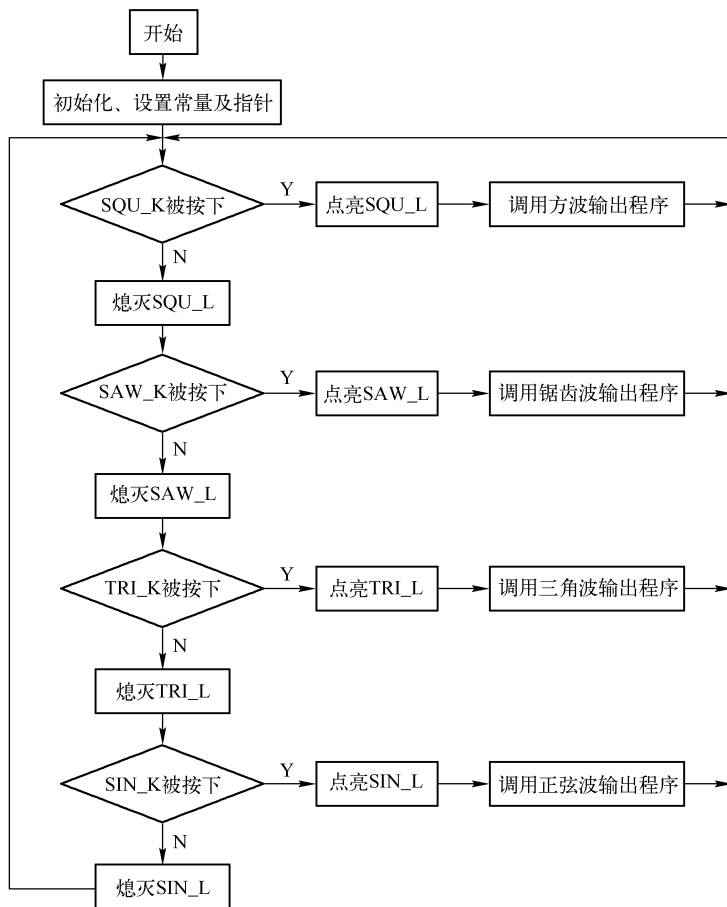 开始
初始化、设置常量及指针
SQU_K被按下
Y
点亮SQU_L
调用方波输出程序
N
熄灭SQU_L
SAW_K被按下
Y
点亮SAW_L
调用锯齿波输出程序
N
熄灭SAW_L
TRI_K被按下
Y
点亮TRI_L
调用三角波输出程序
N
熄灭TRI_L
SIN_K被按下
Y
点亮SIN_L
调用正弦波输出程序
N
熄灭SIN_L